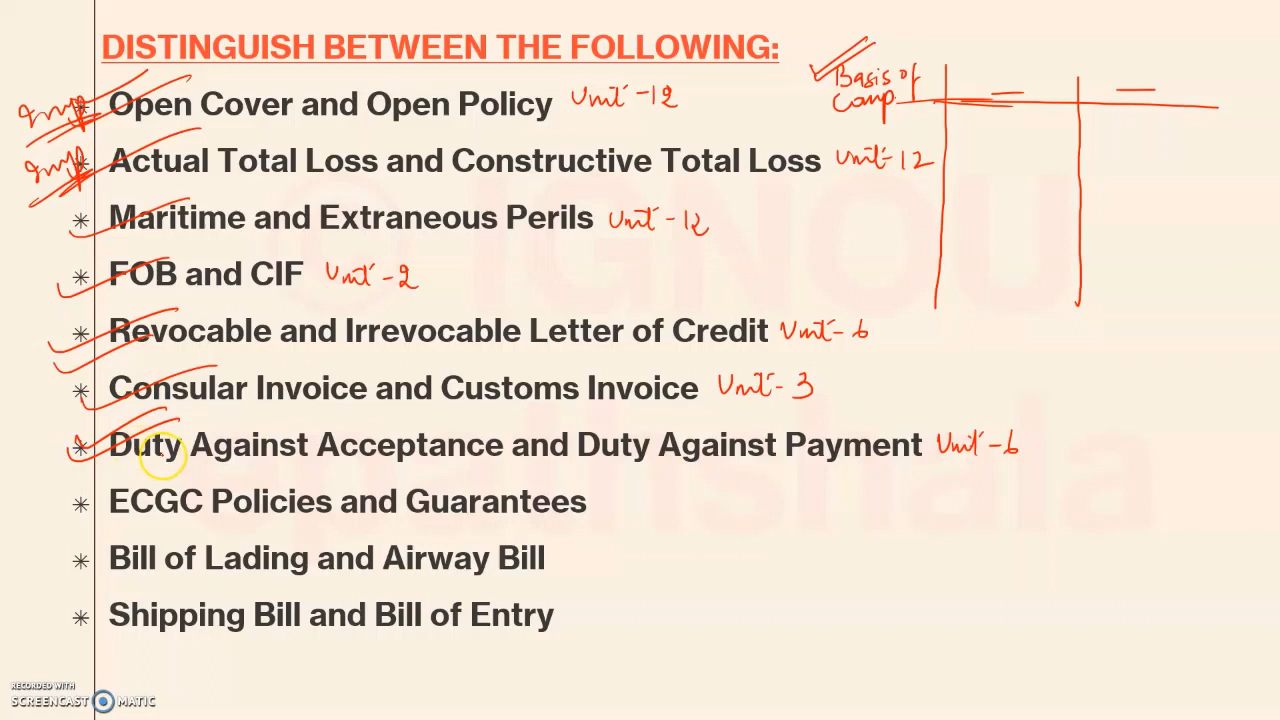 DISTINGUISH BETWEEN THE FOLLOWING:
Basis of
Comp.
Imp * Open Cover and Open Policy Unit-12
Imp * Actual Total Loss and Constructive Total Loss Unit-12
* Maritime and Extraneous Perils Unit-12
* FOB and CIF Unit-2
* Revocable and Irrevocable Letter of Credit Unit-6
* Consular Invoice and Customs Invoice Unit-3
* Duty Against Acceptance and Duty Against Payment Unit-6
* ECGC Policies and Guarantees
* Bill of Lading and Airway Bill
* Shipping Bill and Bill of Entry
© IGNOU
pathshala
RECORDED WITH
SCREENCAST MATIC